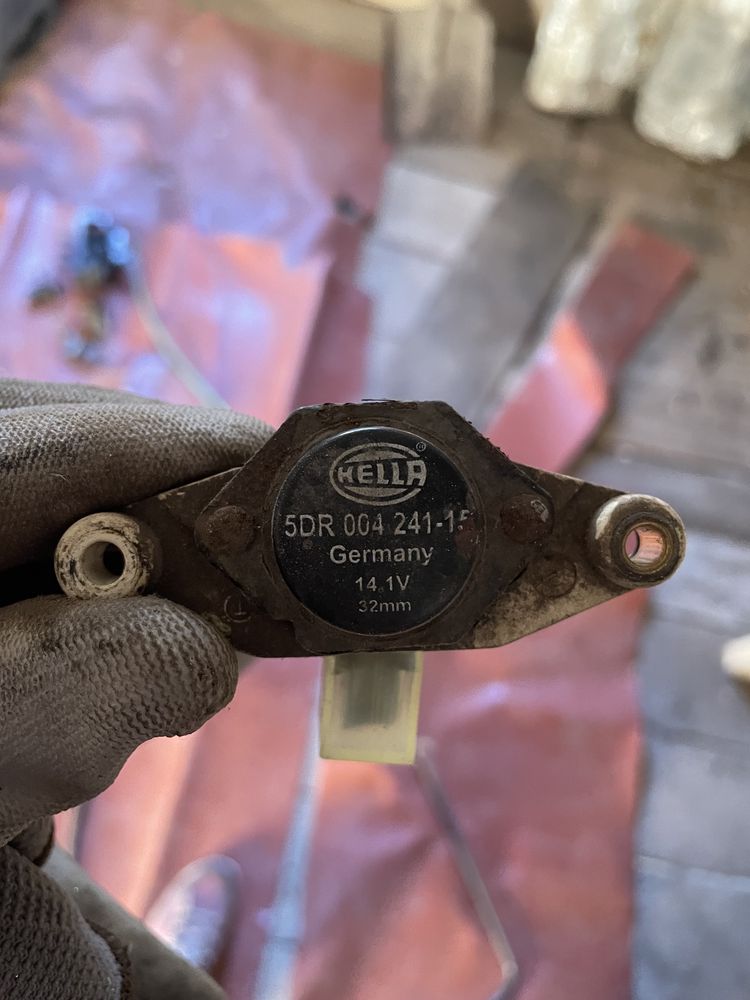 HELLA®
5DR 004 241-15
Germany
14.1V
32mm